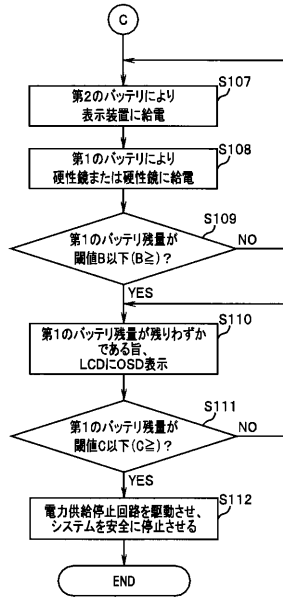 C
S107
第2のバッテリにより
表示装置に給電
S108
第1のバッテリにより
硬性鏡または硬性鏡に給電
S109
第1のバッテリ残量が
閾値B以下(B≧)?
NO
YES
S110
第1のバッテリ残量が残りわずか
である旨、
LCDにOSD表示
S111
第1のバッテリ残量が
閾値C以下(C≧)?
NO
YES
S112
電力供給停止回路を駆動させ、
システムを安全に停止させる
END